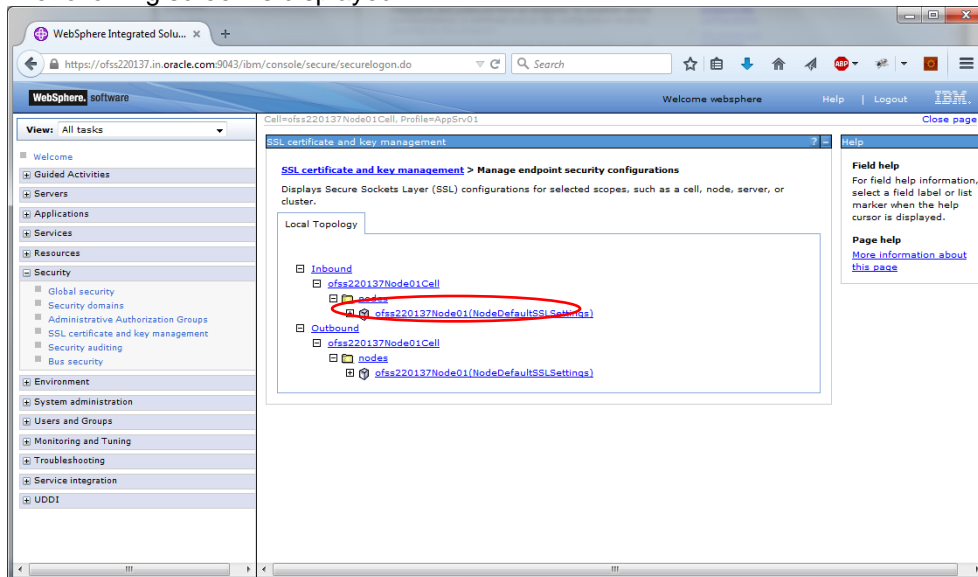 WebSphere Integrated Solu... × +
https://ofss220137.in.oracle.com:9043/ibm/console/secure/securelogon.do
Search
ABP
WebSphere. software
Welcome websphere
Help | Logout
IBM.
View: All tasks
Cell=ofss220137Node01Cell, Profile=AppSrv01
Close page
Welcome
Guided Activities
Servers
Applications
Services
Resources
Security
Global security
Security domains
Administrative Authorization Groups
SSL certificate and key management
Security auditing
Bus security
Environment
System administration
Users and Groups
Monitoring and Tuning
Troubleshooting
Service integration
UDDI
SSL certificate and key management ? -
SSL certificate and key management > Manage endpoint security configurations
Displays Secure Sockets Layer (SSL) configurations for selected scopes, such as a cell, node, server, or
cluster.
Local Topology
Inbound
ofss220137Node01Cell
nodes
ofss220137Node01(NodeDefaultSSLSettings)
Outbound
ofss220137Node01Cell
nodes
ofss220137Node01(NodeDefaultSSLSettings)
Help
Field help
For field help information,
select a field label or list
marker when the help
cursor is displayed.
Page help
More information about
this page